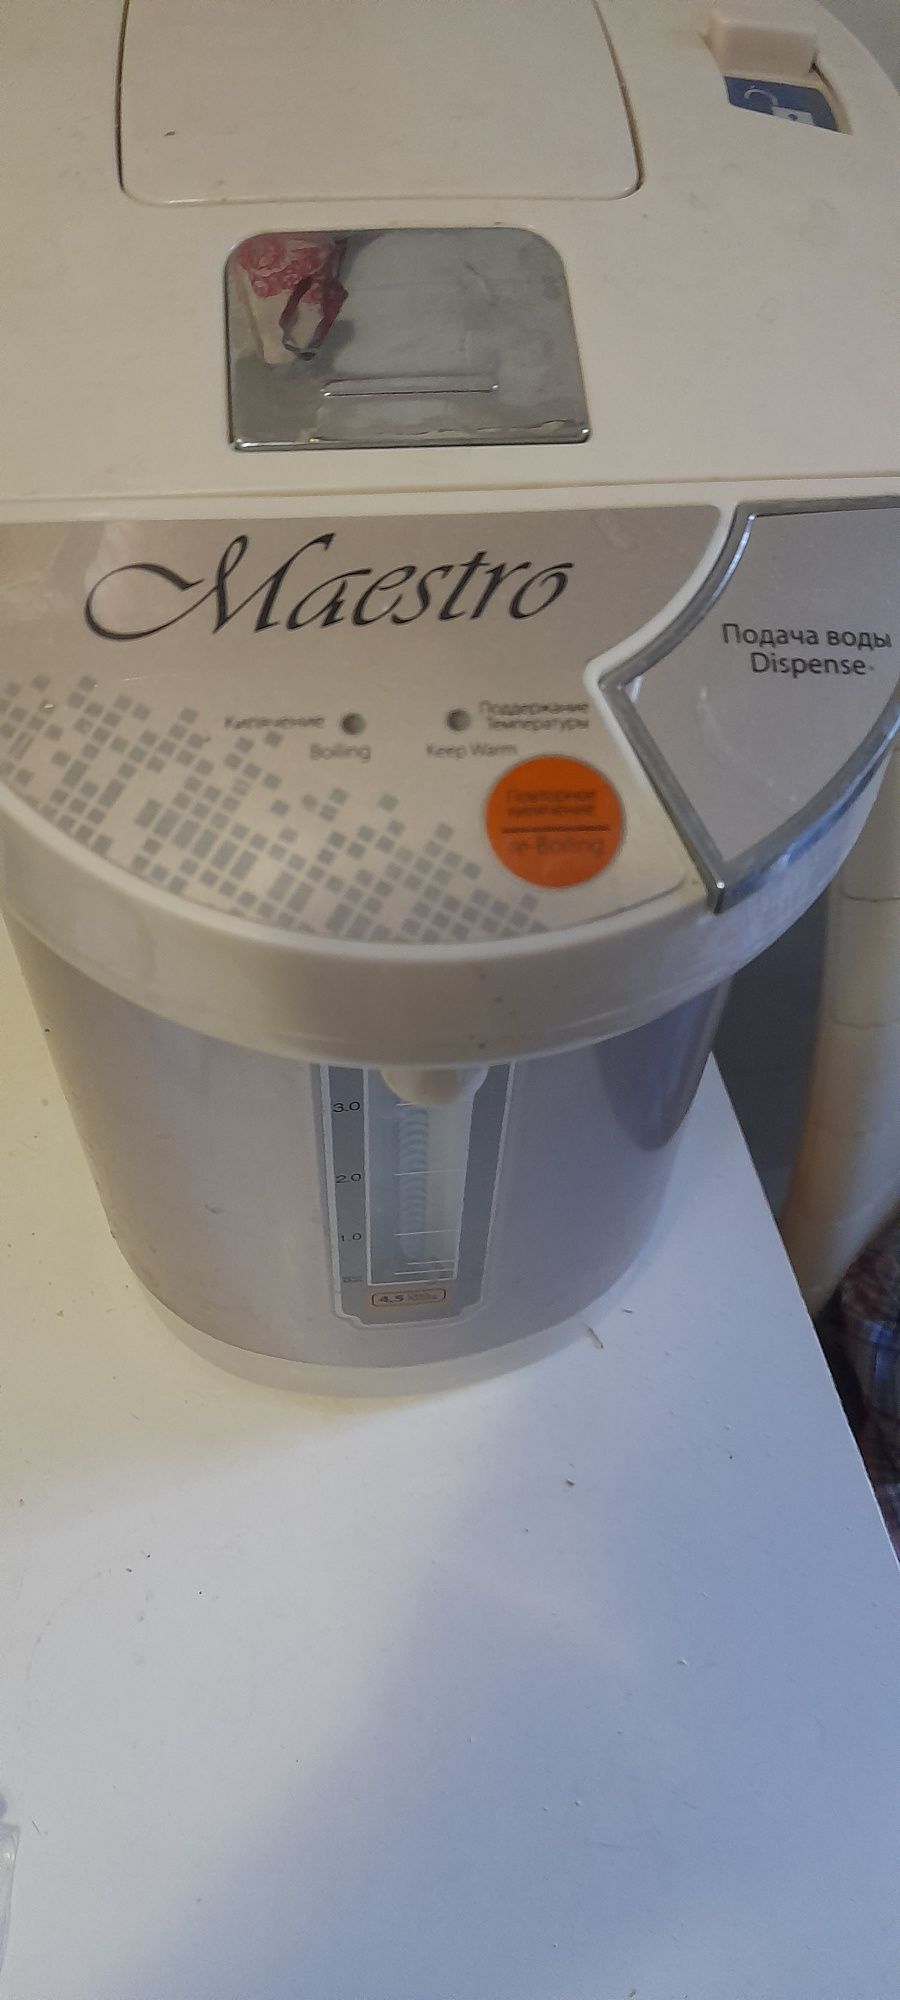 Maestro
Подача воды
Dispense
Кипячение
Boiling
Поддержание
Температуры
Keep Warm
Повторное
кипячение
re-Boiling
3.0
2.0
1.0
4.5